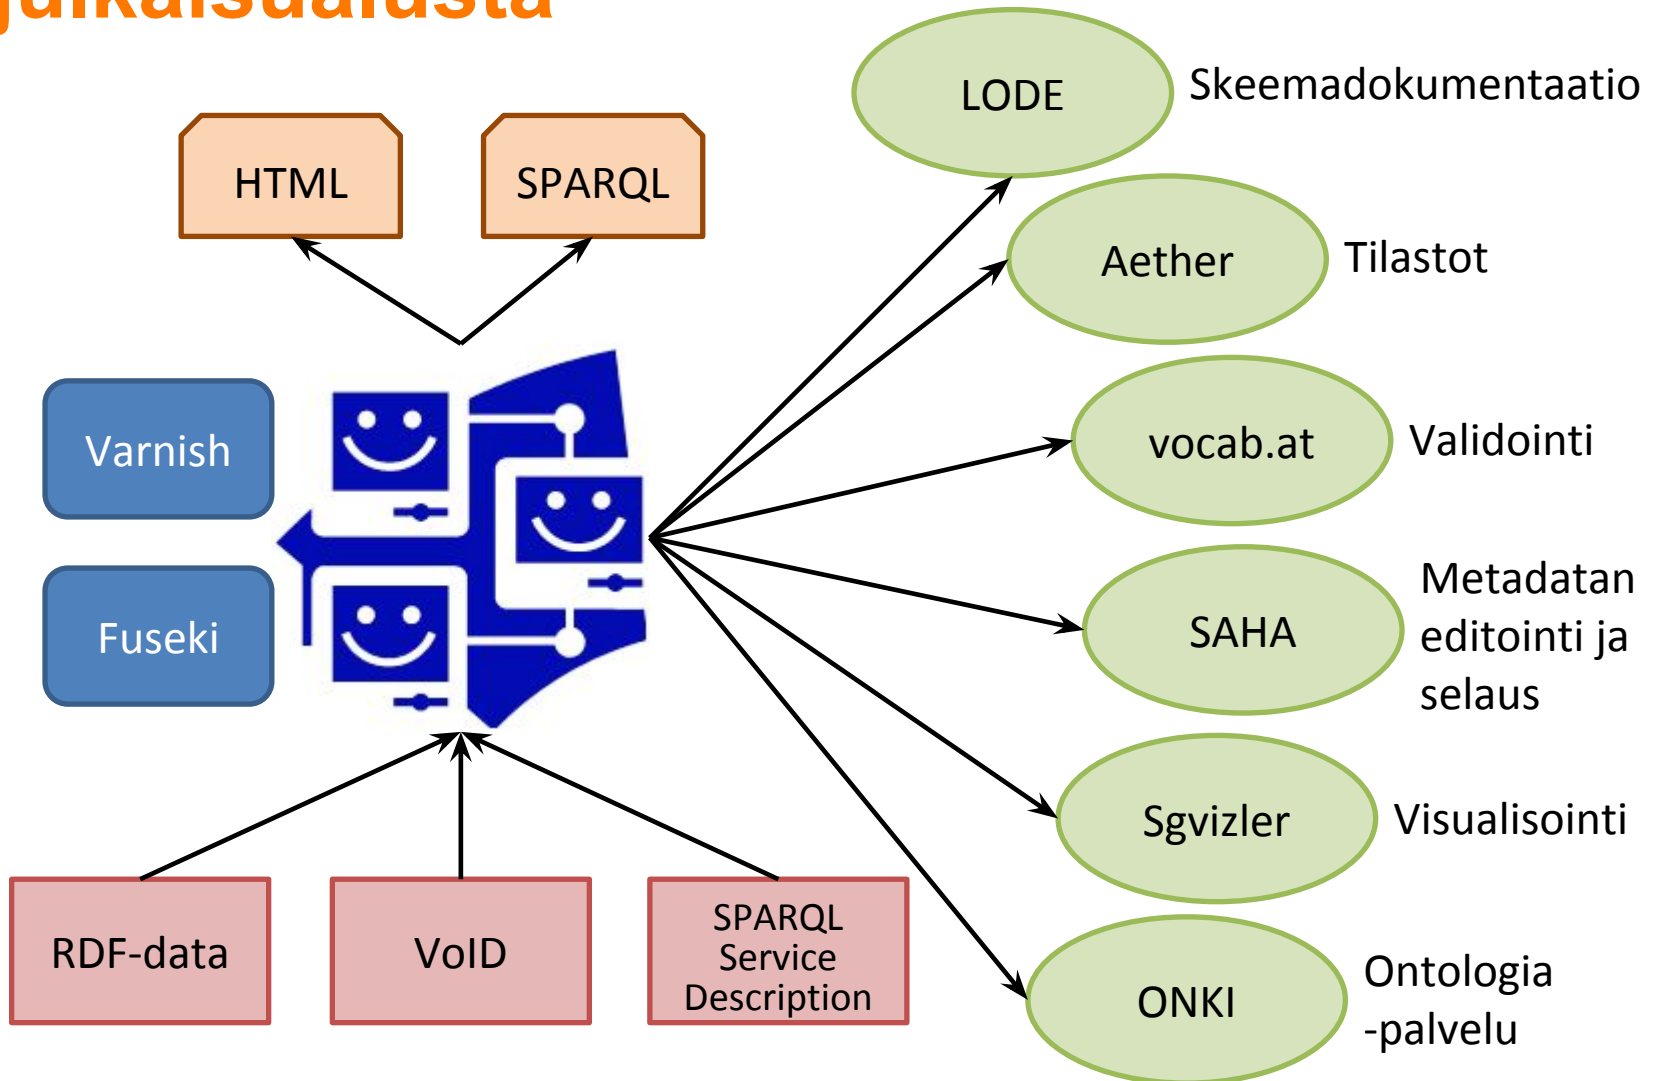 julkaisualusta
LODE
Skeemadokumentaatio
HTML
SPARQL
Aether
Tilastot
Varnish
vocab.at
Validointi
Fuseki
SAHA
Metadatan
editointi ja
selaus
Sgvizler
Visualisointi
RDF-data
VoID
SPARQL
Service
Description
ONKI
Ontologia
-palvelu